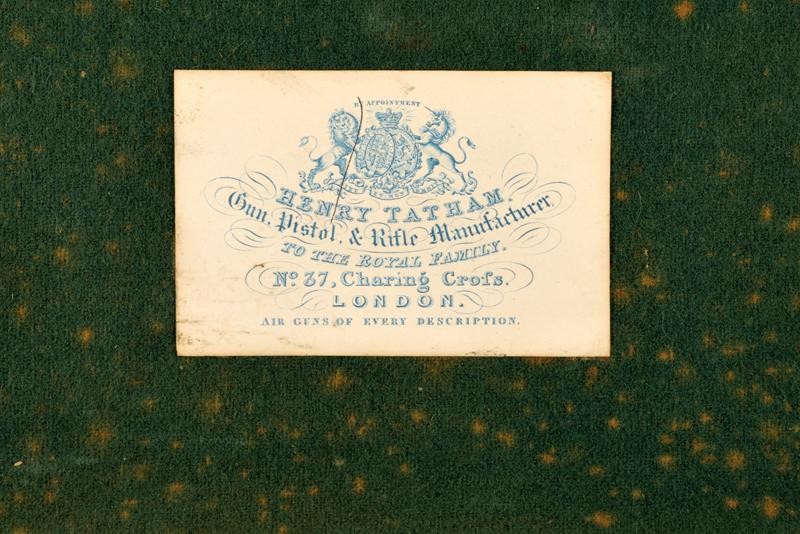 BY APPOINTMENT
HENRY TATHAM.
Gun, Pistol, & Rifle Manufacturer,
TO THE ROYAL FAMILY.
No. 37, Charing Croſs.
LONDON.
AIR GUNS OF EVERY DESCRIPTION.